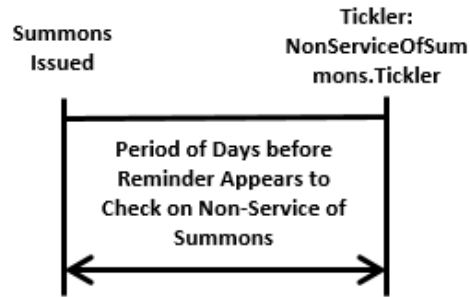 Summons
Issued
Tickler:
NonServiceOfSum
mons.Tickler
Period of Days before
Reminder Appears to
Check on Non-Service of
Summons